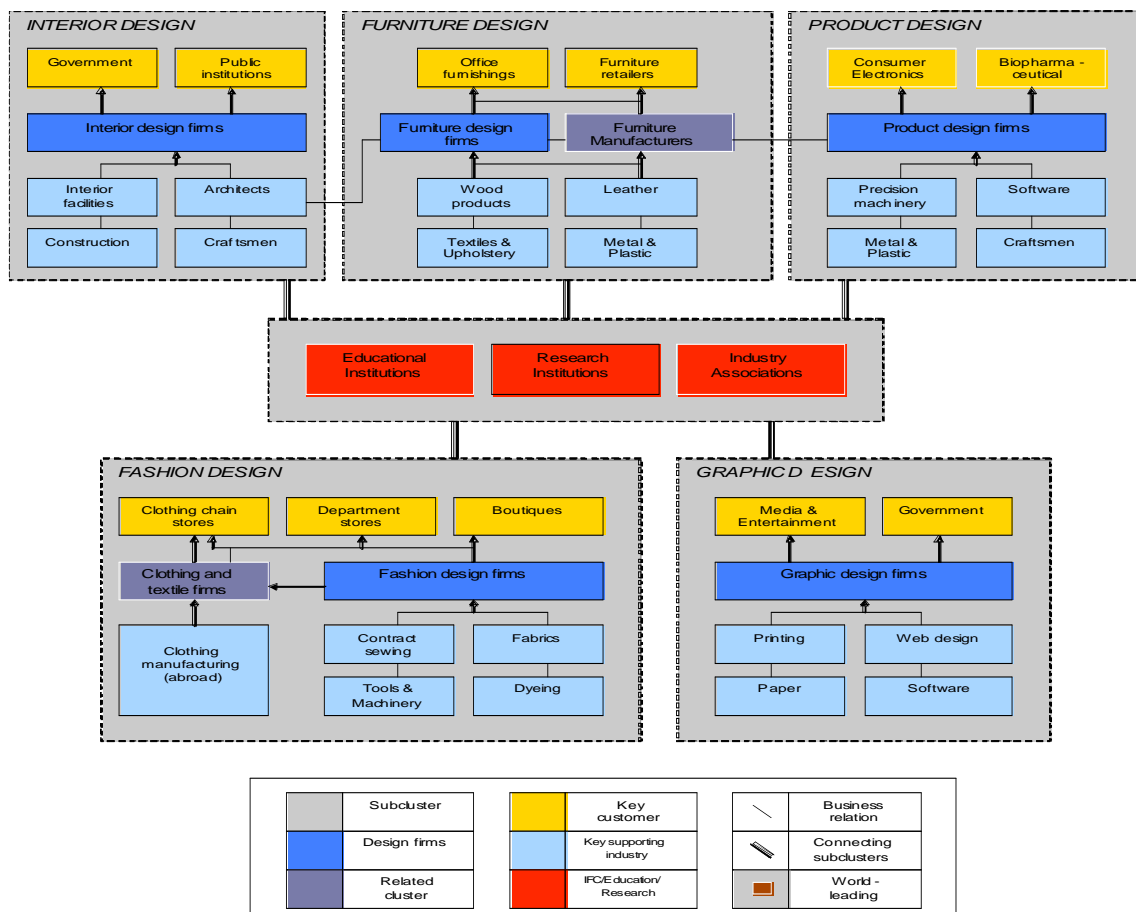 INTERIOR DESIGN
Government
Public
institutions
Interior design firms
Interior
facilities
Architects
Construction
Craftsmen
FURNITURE DESIGN
Office
furnishings
Furniture
retailers
Furniture design
firms
Furniture
Manufacturers
Wood
products
Leather
Textiles &
Upholstery
Metal &
Plastic
PRODUCT DESIGN
Consumer
Electronics
Biopharma -
ceutical
Product design firms
Precision
machinery
Software
Metal &
Plastic
Craftsmen
Educational
Institutions
Research
Institutions
Industry
Associations
FASHION DESIGN
Clothing chain
stores
Department
stores
Boutiques
Clothing and
textile firms
Fashion design firms
Clothing
manufacturing
(abroad)
Contract
sewing
Fabrics
Tools &
Machinery
Dyeing
GRAPHIC D ESIGN
Media &
Entertainment
Government
Graphic design firms
Printing
Web design
Paper
Software
Subcluster
Key
customer
Business
relation
Design firms
Key supporting
industry
Connecting
subclusters
Related
cluster
IFC/Education/
Research
World -
leading